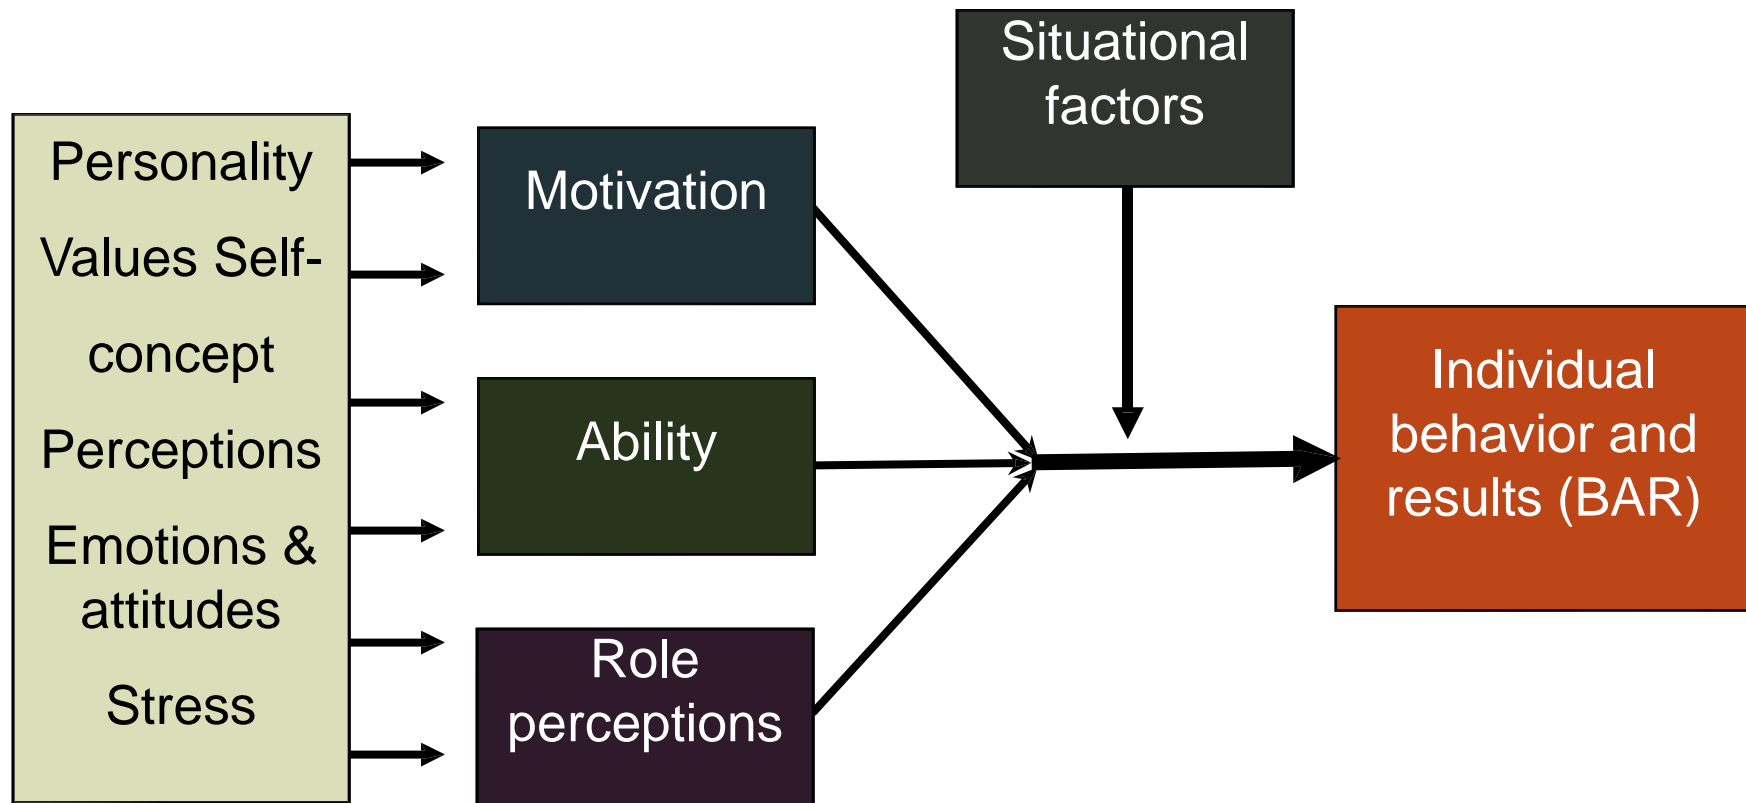 Personality
Values Self-
concept
Perceptions
Emotions &
attitudes
Stress
Motivation
Ability
Role
perceptions
Situational
factors
Individual
behavior and
results (BAR)